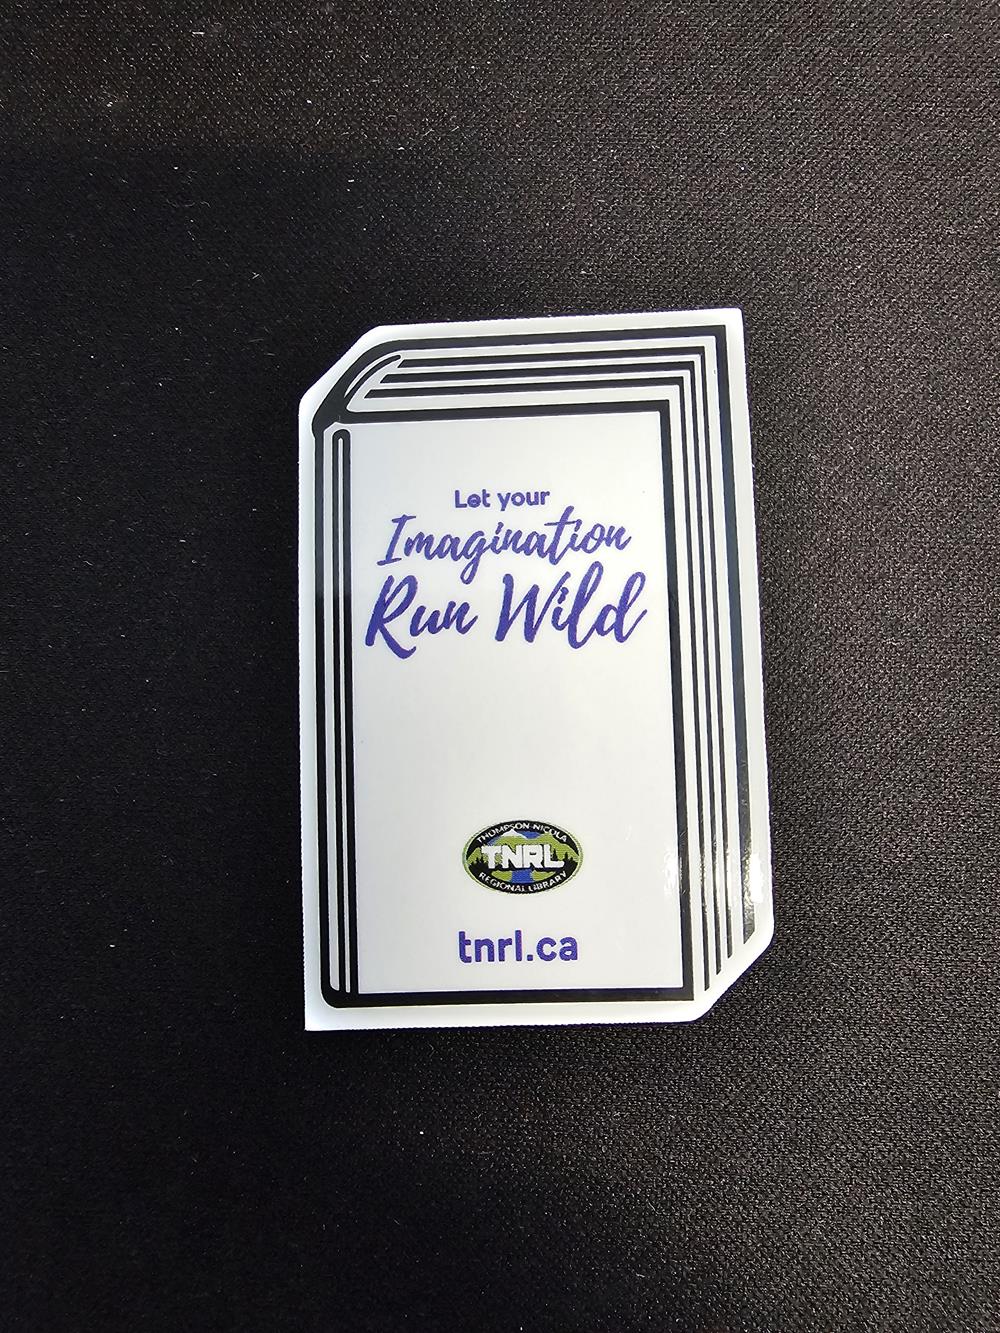 Let your
Imagination
Run Wild
THOMPSON NICOLA
TNRL
REGIONAL LIBRARY
tnrl.ca